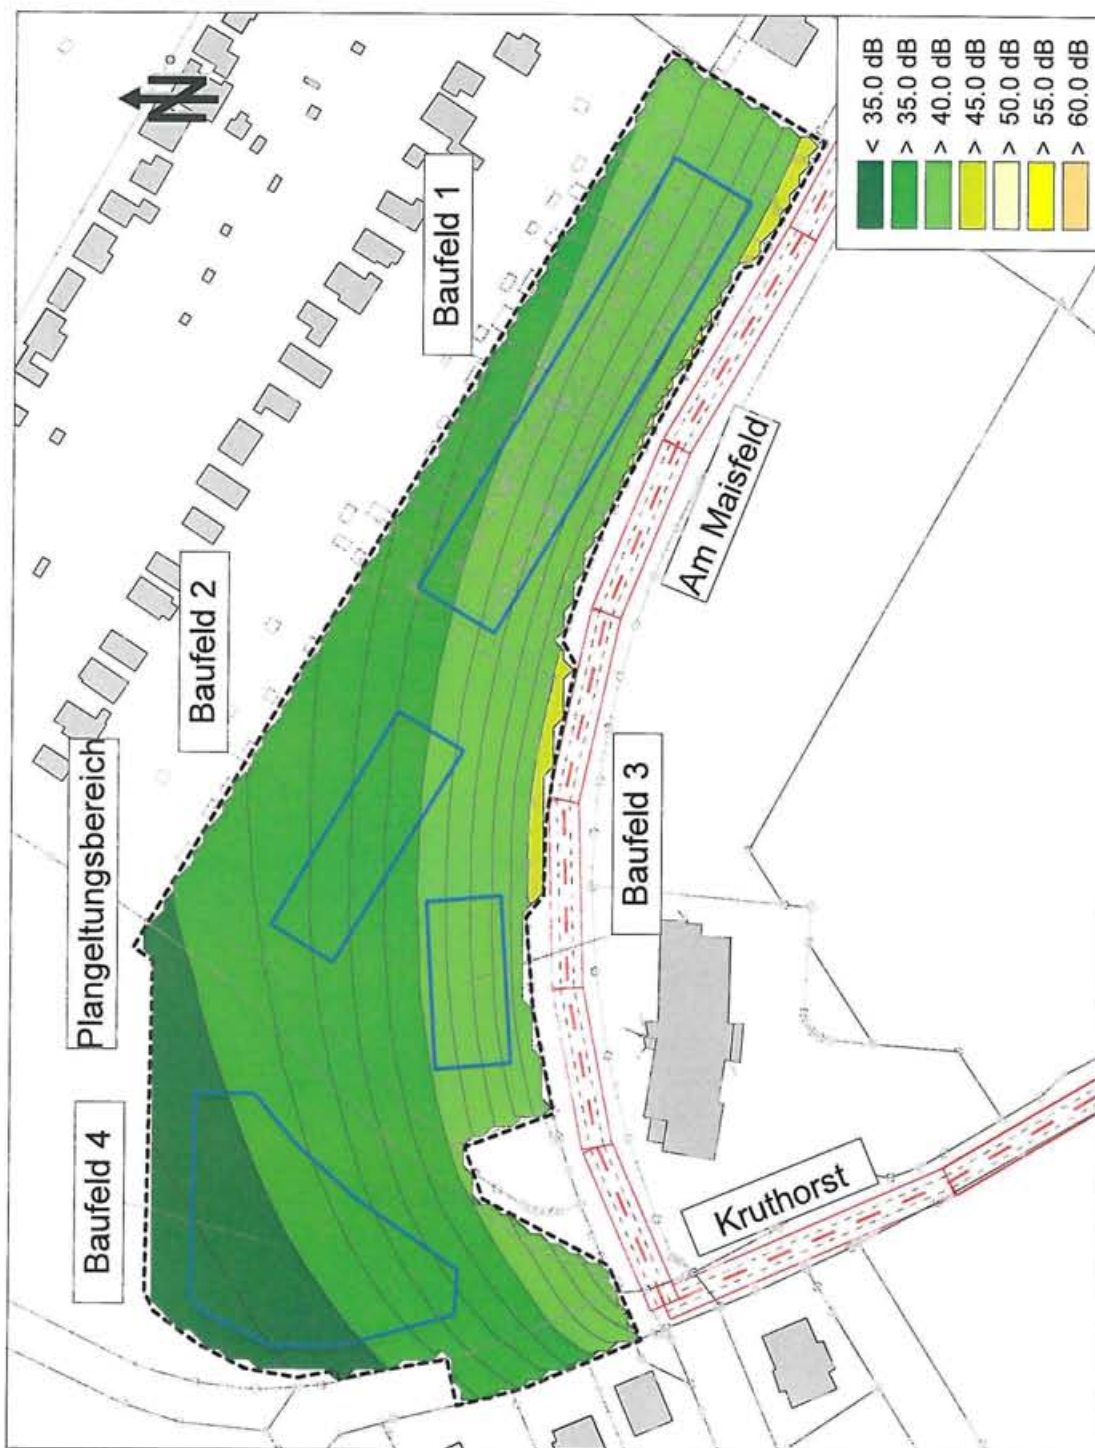 N
Baufeld 4
Plangeltungsbereich
Baufeld 2
Baufeld 1
Baufeld 3
Am Maisfeld
Kruthorst
< 35.0 dB
> 35.0 dB
> 40.0 dB
> 45.0 dB
> 50.0 dB
> 55.0 dB
> 60.0 dB